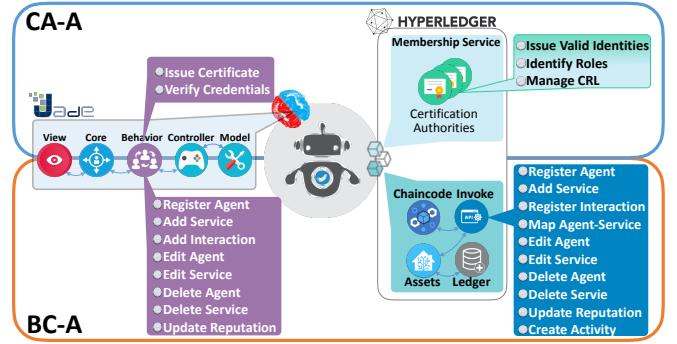 CA-A
HYPERLEDGER
Membership Service
Certification
Authorities
Issue Valid Identities
Identify Roles
Manage CRL
Issue Certificate
Verify Credentials
Jade
View
Core
Behavior
Controller
Model
Register Agent
Add Service
Add Interaction
Edit Agent
Edit Service
Delete Agent
Delete Service
Update Reputation
Chaincode
Invoke
API
Assets
Ledger
Register Agent
Add Service
Register Interaction
Map Agent-Service
Edit Agent
Edit Service
Delete Agent
Delete Servie
Update Reputation
Create Activity
BC-A